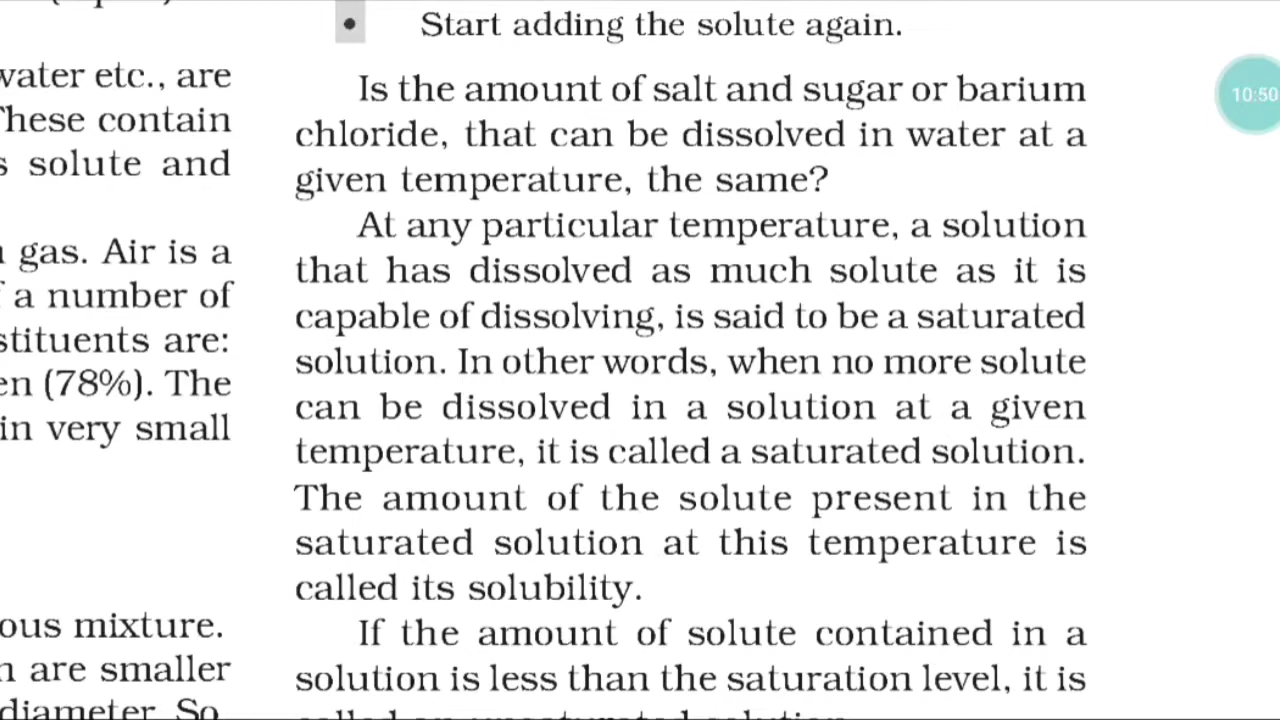 water etc., are
These contain
solute and
gas. Air is a
a number of
stituents are:
en (78%). The
in very small
ous mixture.
are smaller
diameter. So
• Start adding the solute again.
Is the amount of salt and sugar or barium
chloride, that can be dissolved in water at a
given temperature, the same?
At any particular temperature, a solution
that has dissolved as much solute as it is
capable of dissolving, is said to be a saturated
solution. In other words, when no more solute
can be dissolved in a solution at a given
temperature, it is called a saturated solution.
The amount of the solute present in the
saturated solution at this temperature is
called its solubility.
If the amount of solute contained in a
solution is less than the saturation level, it is
10:50